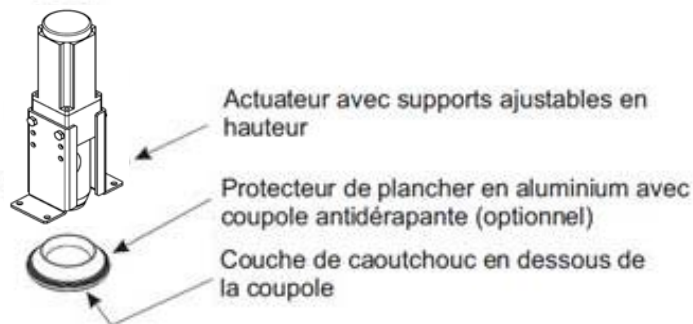 Actuateur avec supports ajustables en
hauteur
Protecteur de plancher en aluminium avec
coupole antidérapante (optionnel)
Couche de caoutchouc en dessous de
la coupole